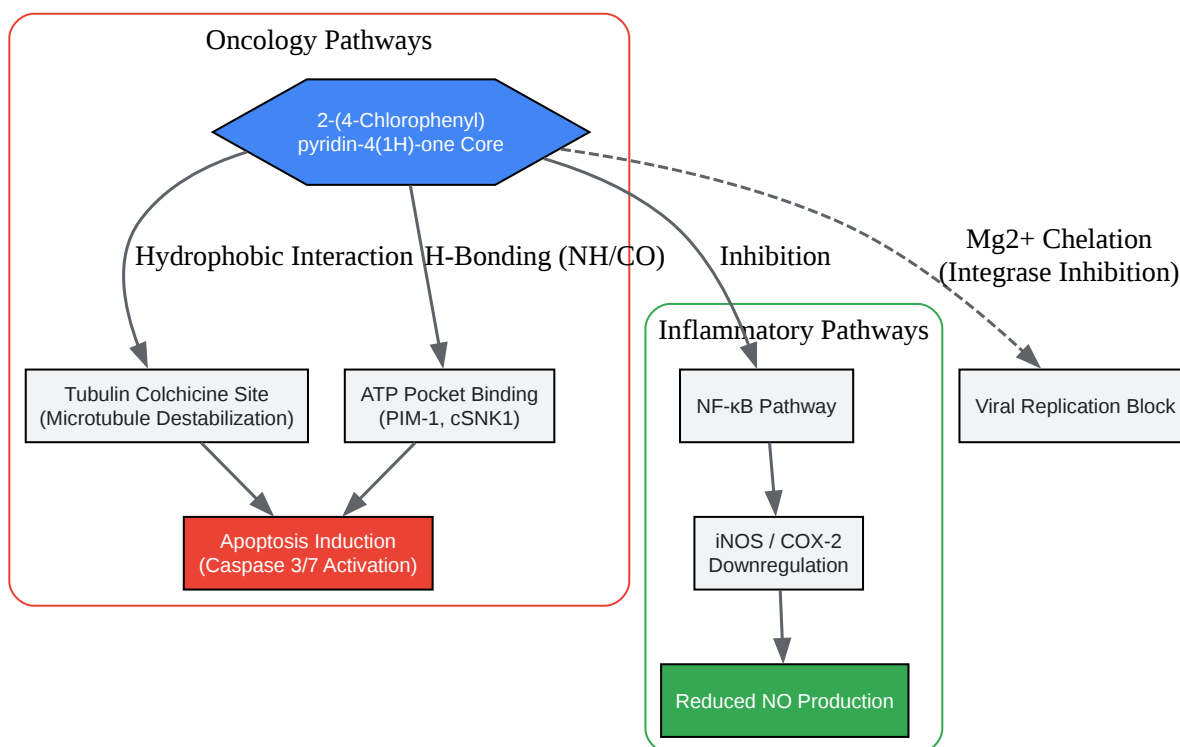 Oncology Pathways
2-(4-Chlorophenyl)
pyridin-4(1H)-one Core
Hydrophobic Interaction
H-Bonding (NH/CO)
Inhibition
Mg2+ Chelation
(Integrase Inhibition)
Inflammatory Pathways
Tubulin Colchicine Site
(Microtubule Destabilization)
ATP Pocket Binding
(PIM-1, cSNK1)
NF-κB Pathway
Viral Replication Block
Apoptosis Induction
(Caspase 3/7 Activation)
iNOS / COX-2
Downregulation
Reduced NO Production